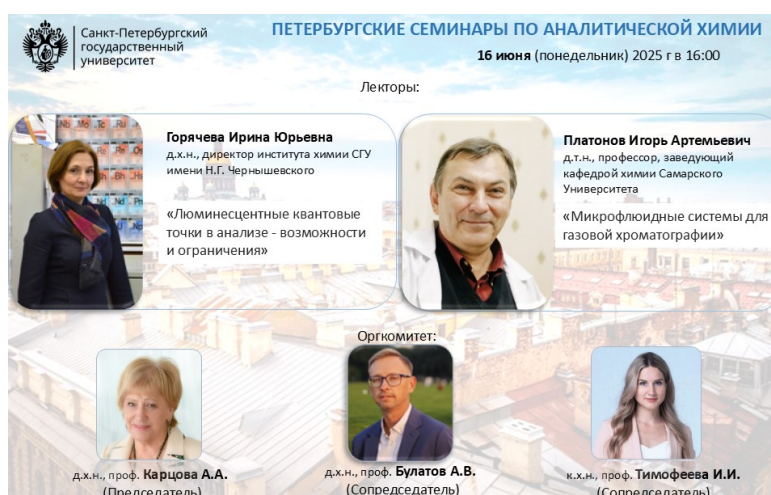 Санкт-Петербургский
государственный
университет
ПЕТЕРБУРГСКИЕ СЕМИНАРЫ ПО АНАЛИТИЧЕСКОЙ ХИМИИ
16 июня (понедельник) 2025 г в 16:00
Лекторы:
Горячева Ирина Юрьевна
д.х.н., директор института химии СГУ
имени Н.Г. Чернышевского
«Люминесцентные квантовые
точки в анализе - возможности
и ограничения»
Платонов Игорь Артемьевич
д.т.н., профессор, заведующий
кафедрой химии Самарского
Университета
«Микрофлюидные системы для
газовой хроматографии»
Оргкомитет:
д.х.н., проф. Карцова А.А.
(Председатель)
д.х.н., проф. Булатов А.В.
(Сопредседатель)
к.х.н., проф. Тимофеева И.И.
(Сопредседатель)